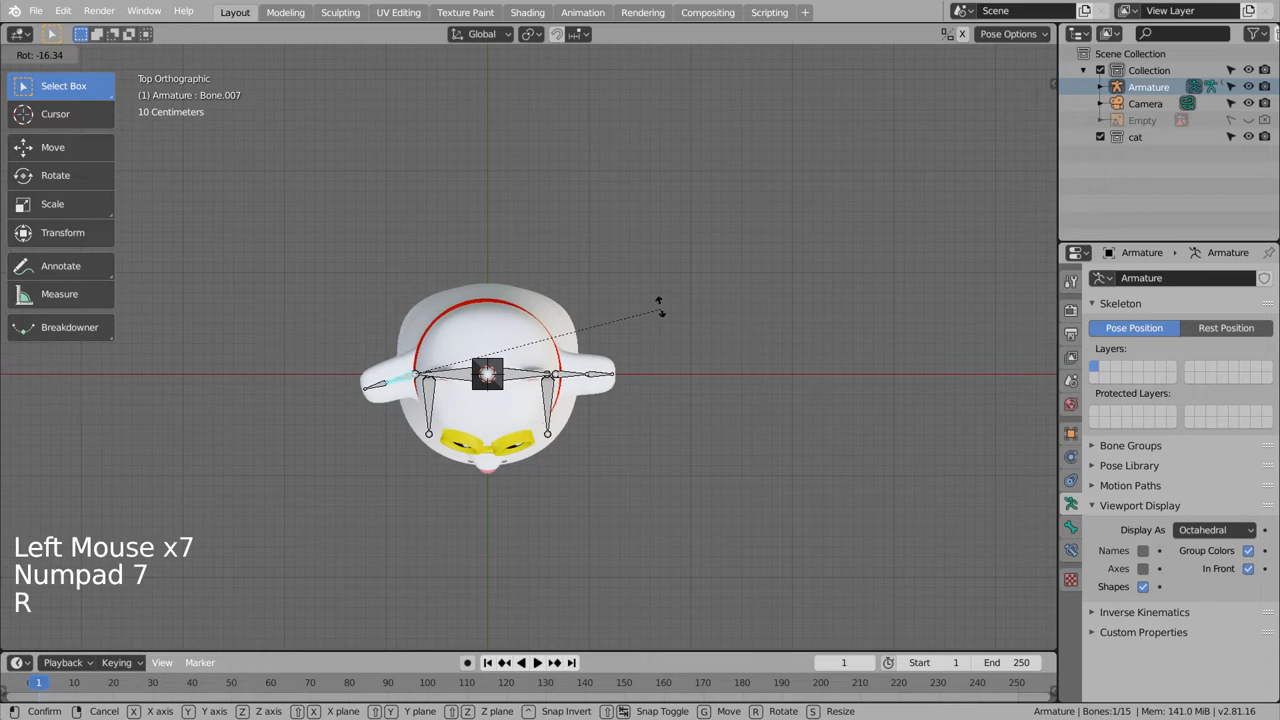 File Edit Render Window Help Layout Modeling Sculpting UV Editing Texture Paint Shading Animation Rendering Compositing Scripting + Scene View Layer
Global X Pose Options
Rot: -16.34
Select Box
Cursor
Move
Rotate
Scale
Transform
Annotate
Measure
Breakdowner
Top Orthographic
(1) Armature : Bone.007
10 Centimeters
Left Mouse x7
Numpad 7
R
Scene Collection
Collection
Armature
Camera
Empty
cat
Armature Armature
Armature
Skeleton
Pose Position Rest Position
Layers:
Protected Layers:
Bone Groups
Pose Library
Motion Paths
Viewport Display
Display As Octahedral
Names Group Colors
Axes In Front
Shapes
Inverse Kinematics
Custom Properties
Playback Keying View Marker 1 Start 1 End 250
1 10 20 30 40 50 60 70 80 90 100 110 120 130 140 150 160 170 180 190 200 210 220 230 240 250
Confirm Cancel X X axis Y Y axis Z Z axis X X plane Y Y plane Z Z plane Snap Invert Snap Toggle G Move R Rotate S Resize Armature | Bones:1/15 | Mem: 141.0 MiB | v2.81.16